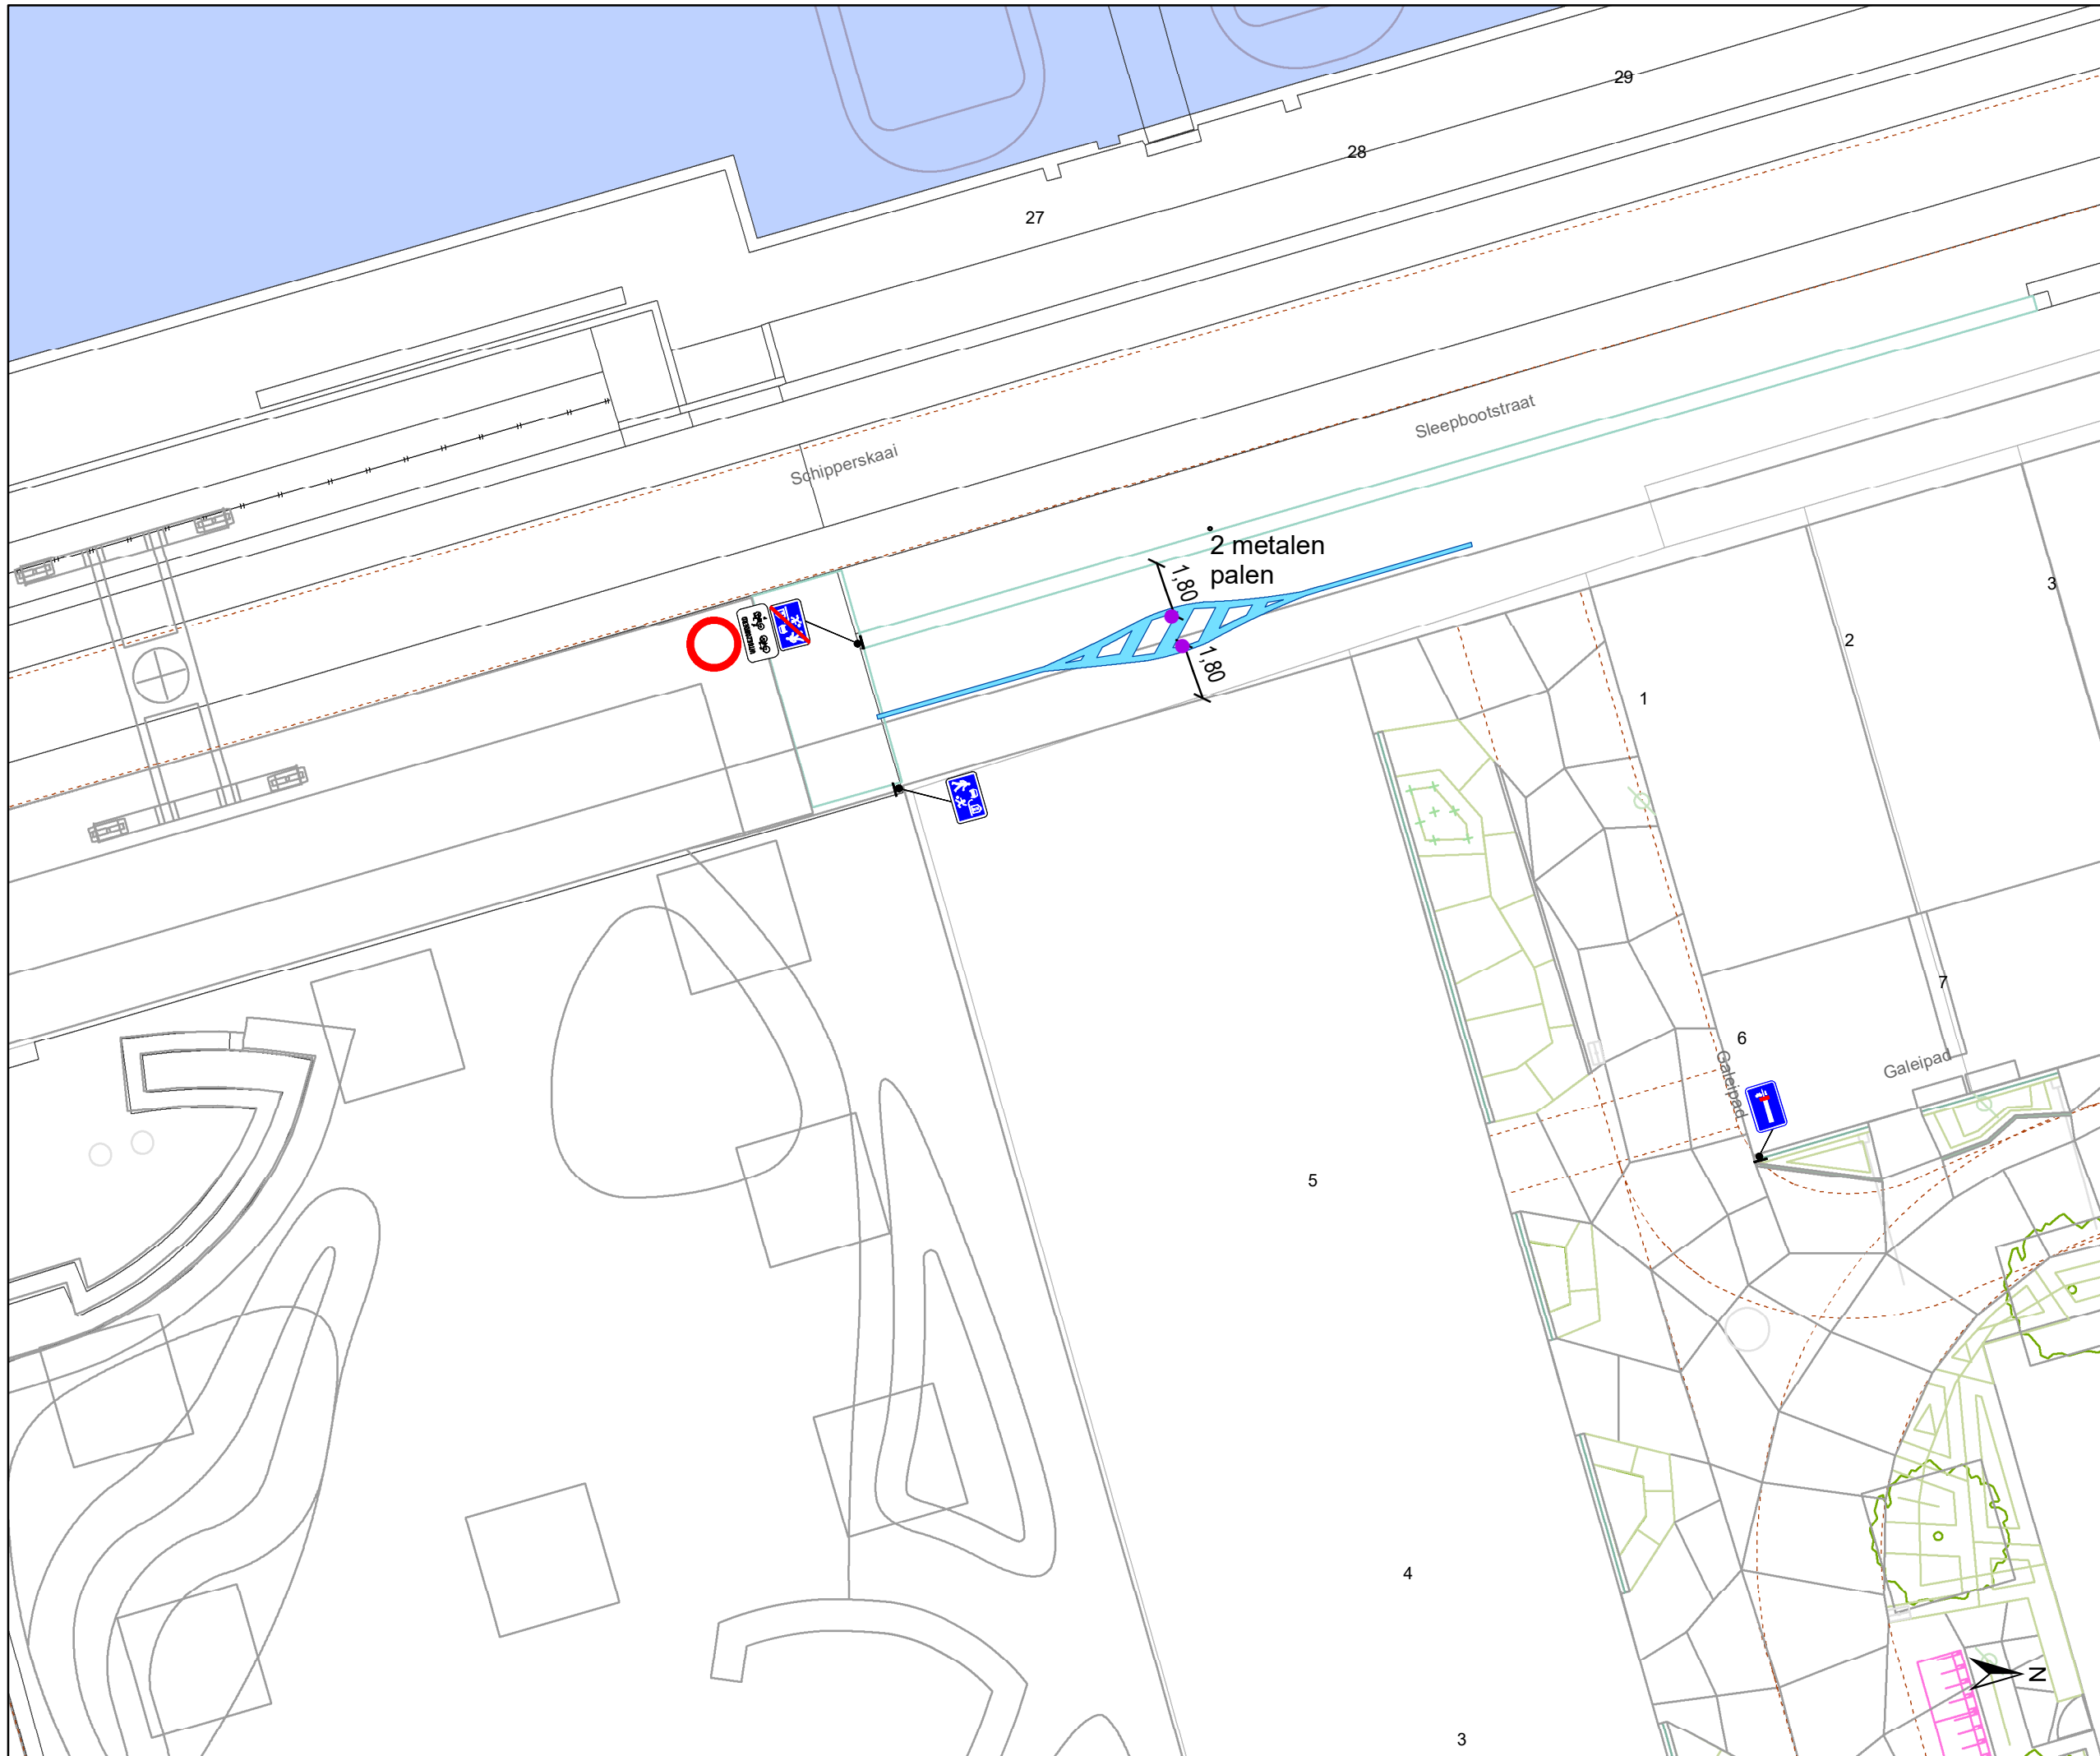 29
28
27
Sleepbootstraat
Schipperskaai
2 metalen
palen
1,80
1,80
3
2
1
7
6
Galeipad
Galeipad
5
4
3
N